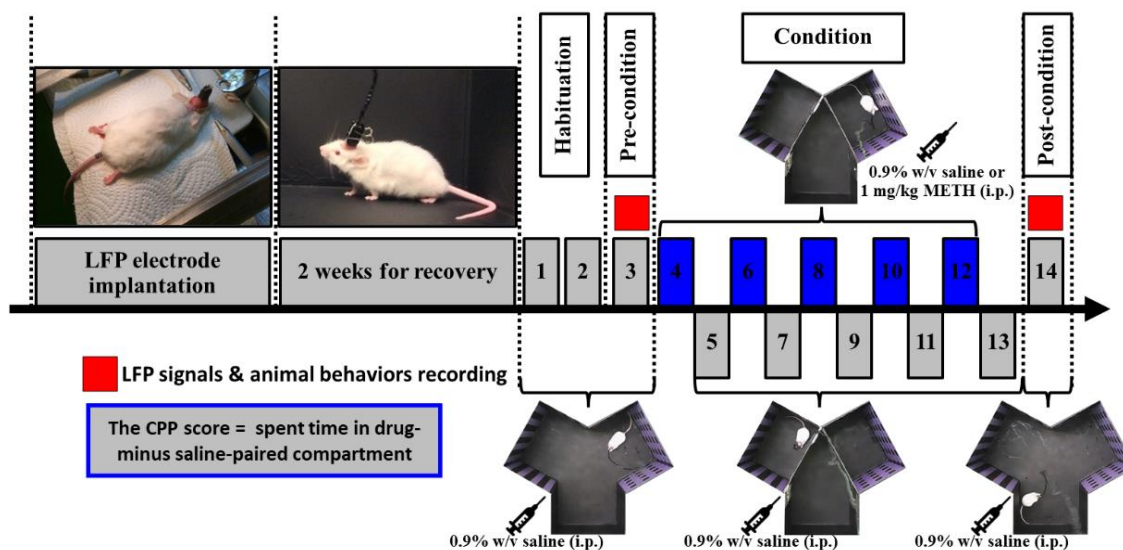 Habituation
Pre-condition
Condition
Post-condition
0.9% w/v saline or
1 mg/kg METH (i.p.)
LFP electrode
implantation
2 weeks for recovery
1
2
3
4
6
8
10
12
14
5
7
9
11
13
LFP signals & animal behaviors recording
The CPP score = spent time in drug-
minus saline-paired compartment
0.9% w/v saline (i.p.)
0.9% w/v saline (i.p.)
0.9% w/v saline (i.p.)